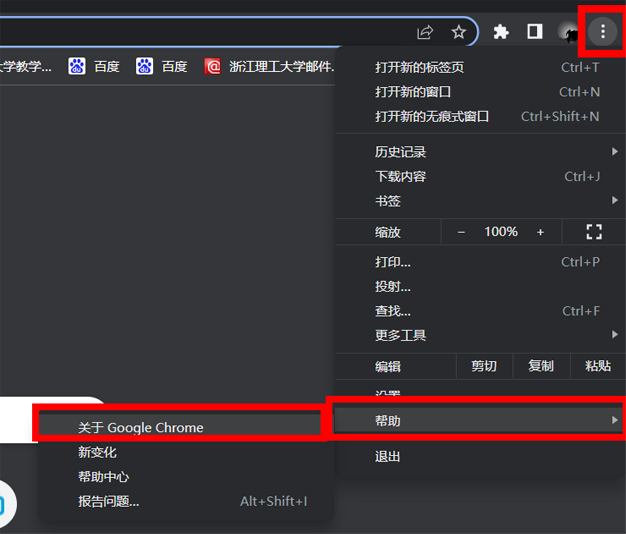 大学教学... 百度 百度 浙江理工大学邮件.
打开新的标签页 Ctrl+T
打开新的窗口 Ctrl+N
打开新的无痕式窗口 Ctrl+Shift+N
历史记录
下载内容 Ctrl+J
书签
缩放 − 100% +
打印... Ctrl+P
投射...
查找... Ctrl+F
更多工具
编辑 剪切 复制 粘贴
设置
帮助
退出
关于 Google Chrome
新变化
帮助中心
报告问题... Alt+Shift+I